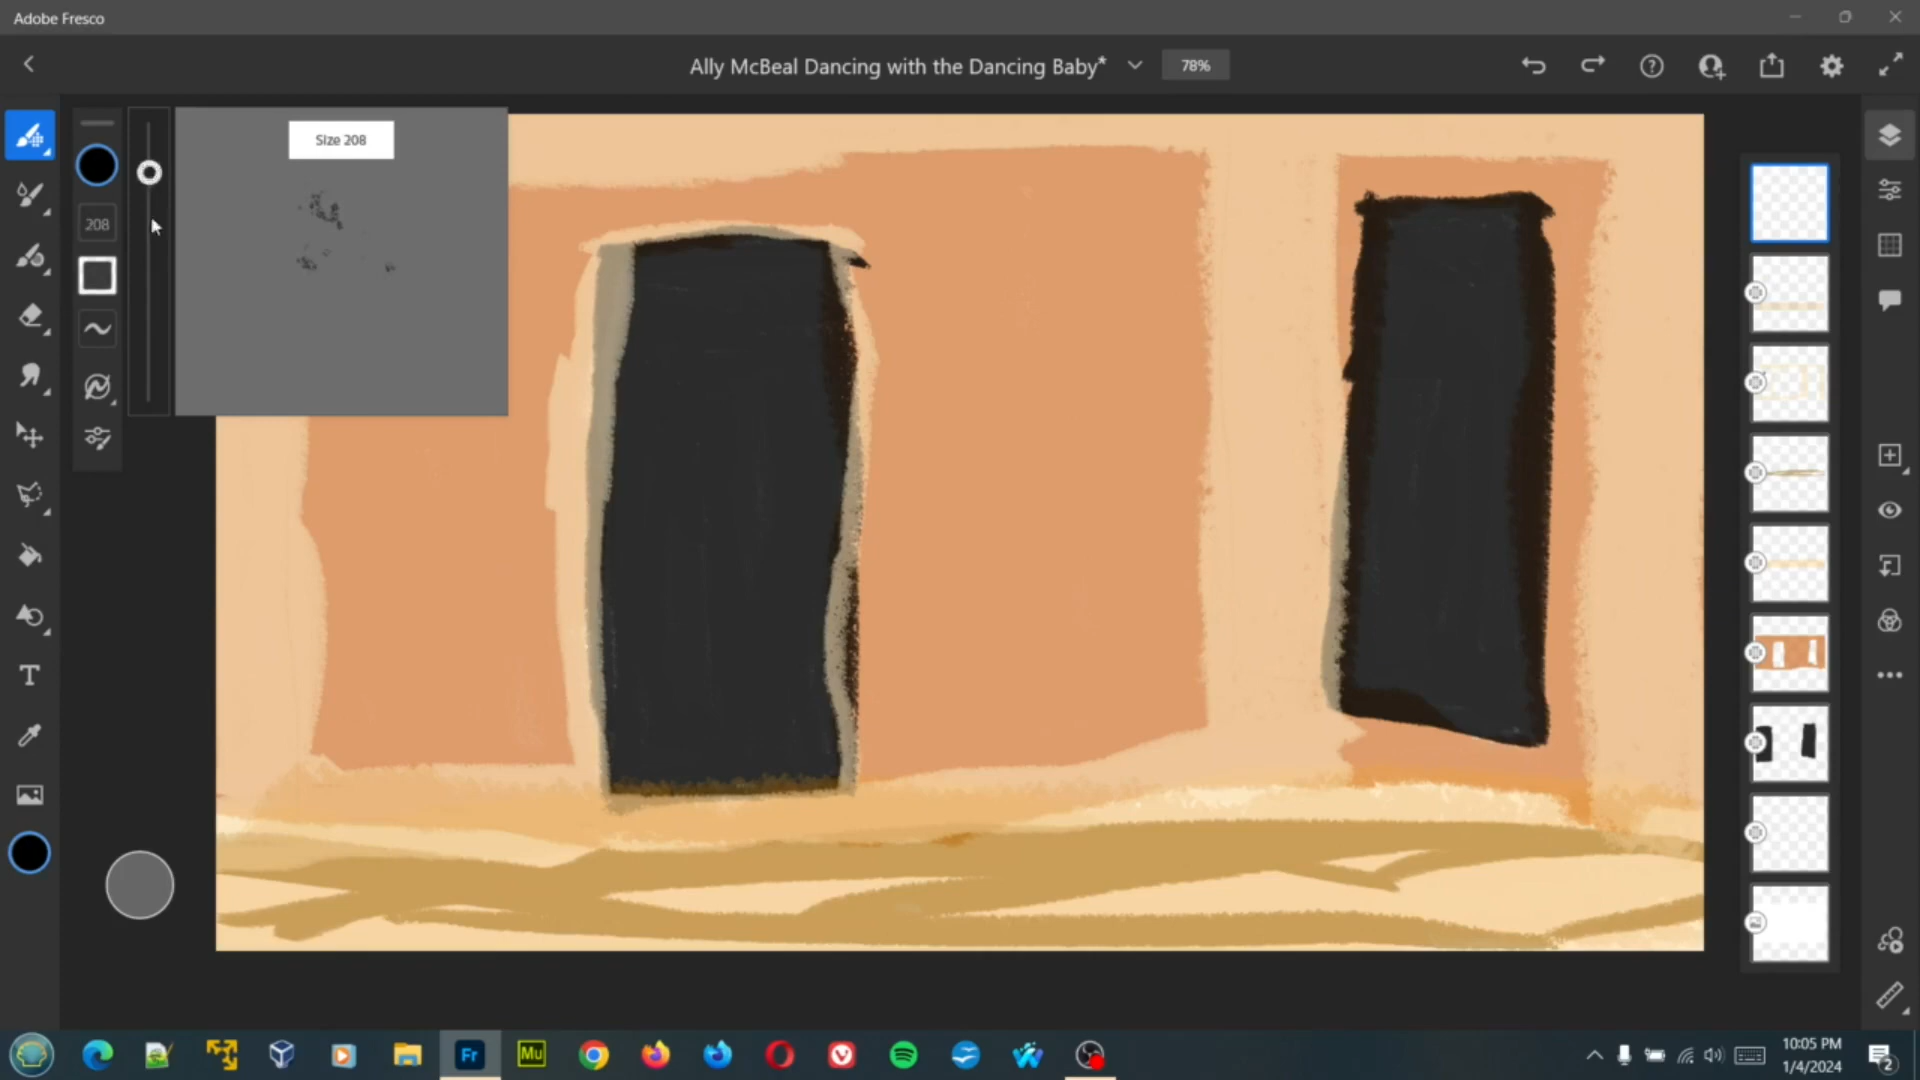 Adobe Fresco
Ally McBeal Dancing with the Dancing Baby*
78%
Size 208
208
T
Fr
Mu
10:05 PM
1/4/2024
2